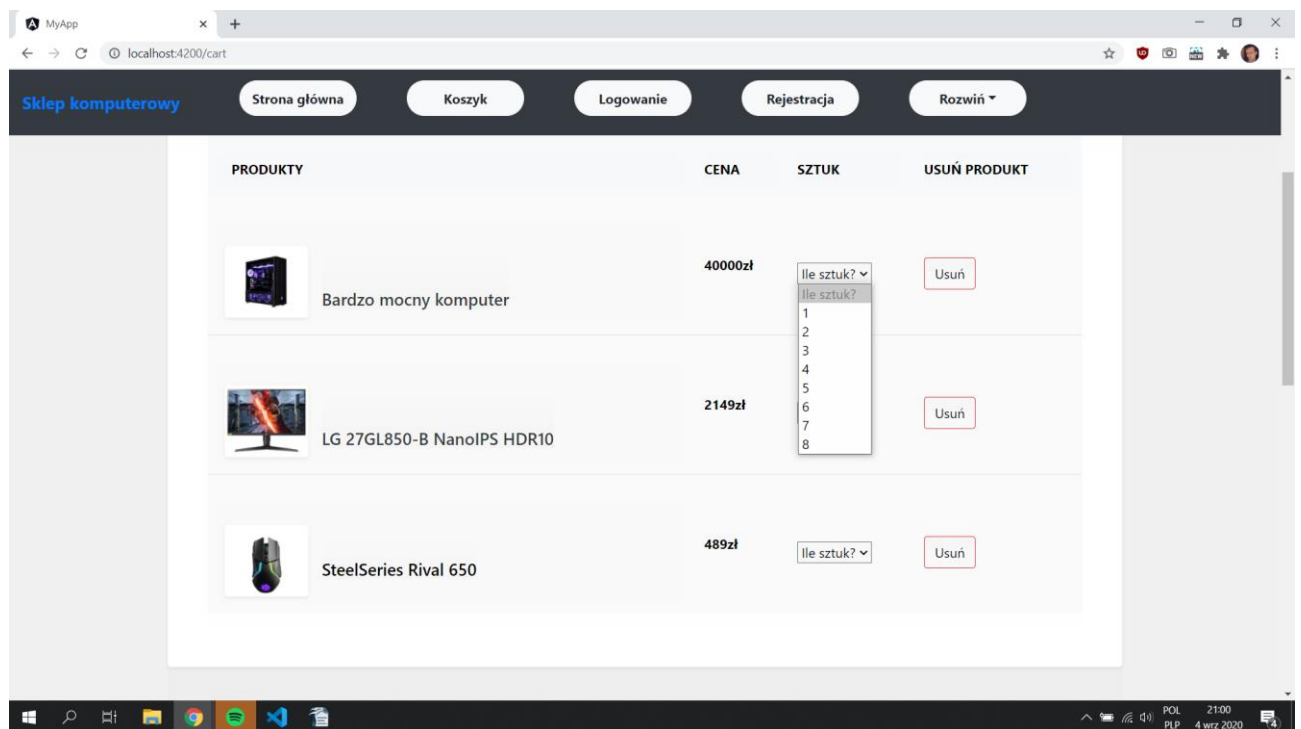 MyApp
localhost:4200/cart
Sklep komputerowy Strona główna Koszyk Logowanie Rejestracja Rozwiń
PRODUKTY CENA SZTUK USUŃ PRODUKT
Bardzo mocny komputer 40000zł Ile sztuk? Usuń
Ile sztuk?
1
2
3
4
5
6
7
8
LG 27GL850-B NanoIPS HDR10 2149zł Usuń
SteelSeries Rival 650 489zł Ile sztuk? Usuń
POL 21:00
PLP 4 wrz 2020 4